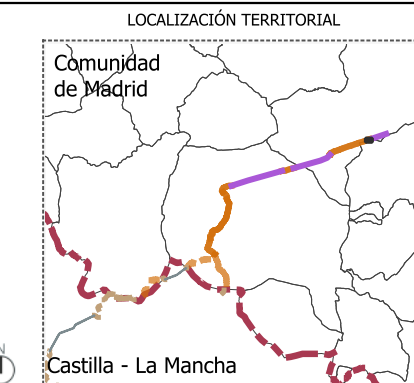 LOCALIZACIÓN TERRITORIAL
Comunidad
de Madrid
N
Castilla - La Mancha